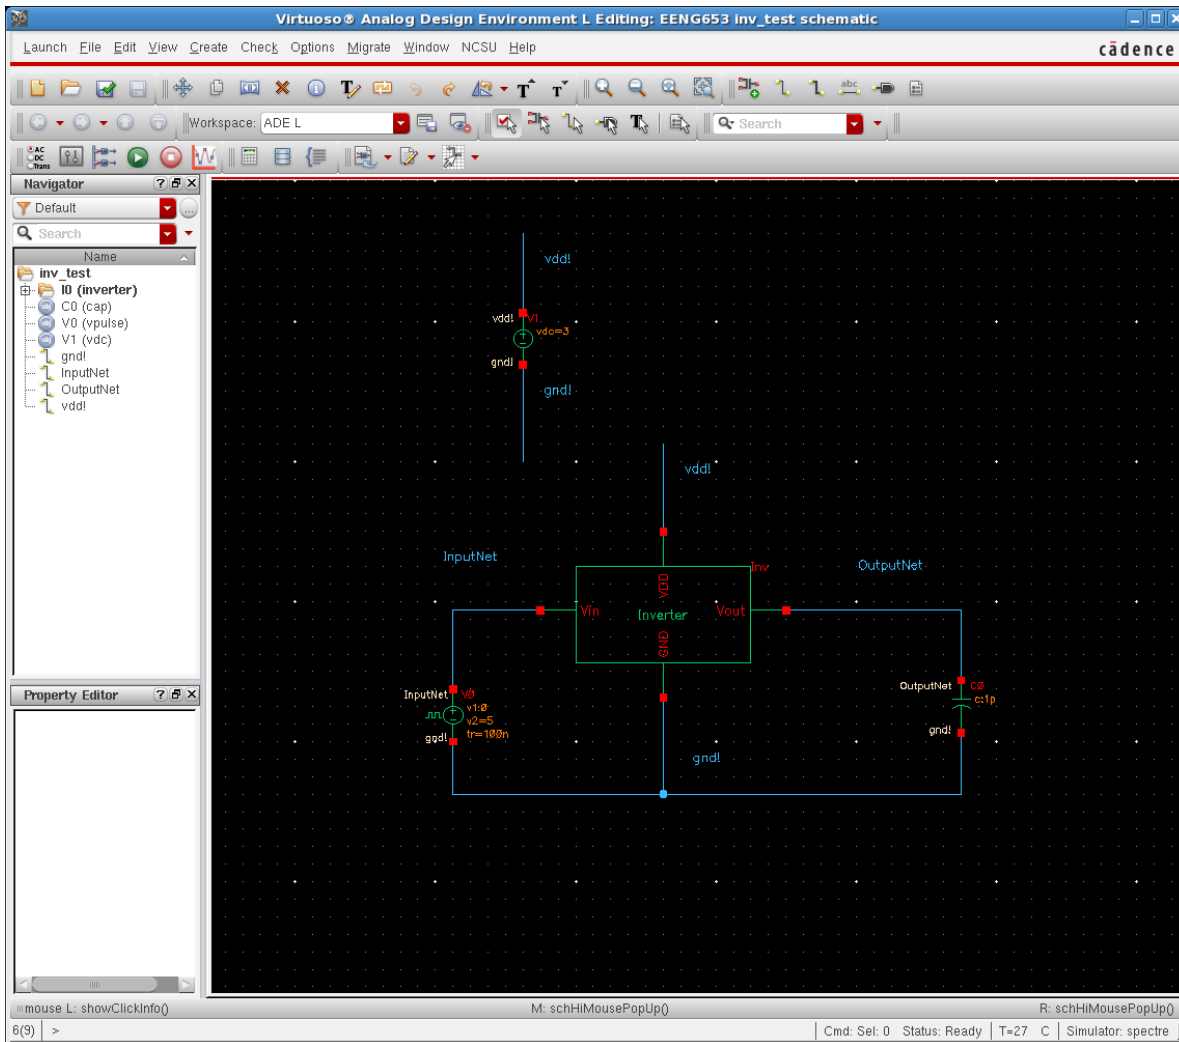 Virtuoso® Analog Design Environment L Editing: EENG653 inv_test schematic
Launch File Edit View Create Check Options Migrate Window NCSU Help
cādence
abc
Workspace: ADE L
Search
AC
DC
Trans
Navigator
Default
Search
Name
inv_test
I0 (inverter)
C0 (cap)
V0 (vpulse)
V1 (vdc)
gnd!
InputNet
OutputNet
vdd!
Property Editor
vdd!
vdd! V1
vdc=3
gnd!
gnd!
vdd!
InputNet
OutputNet
Inv
VDD
Vin
Inverter
Vout
GND
InputNet V0
v1:0
v2=5
tr=100n
gnd!
OutputNet C0
c:1p
gnd!
gnd!
mouse L: showClickInfo() M: schHiMousePopUp() R: schHiMousePopUp()
6(9) > Cmd: Sel: 0 Status: Ready T=27 C Simulator: spectre